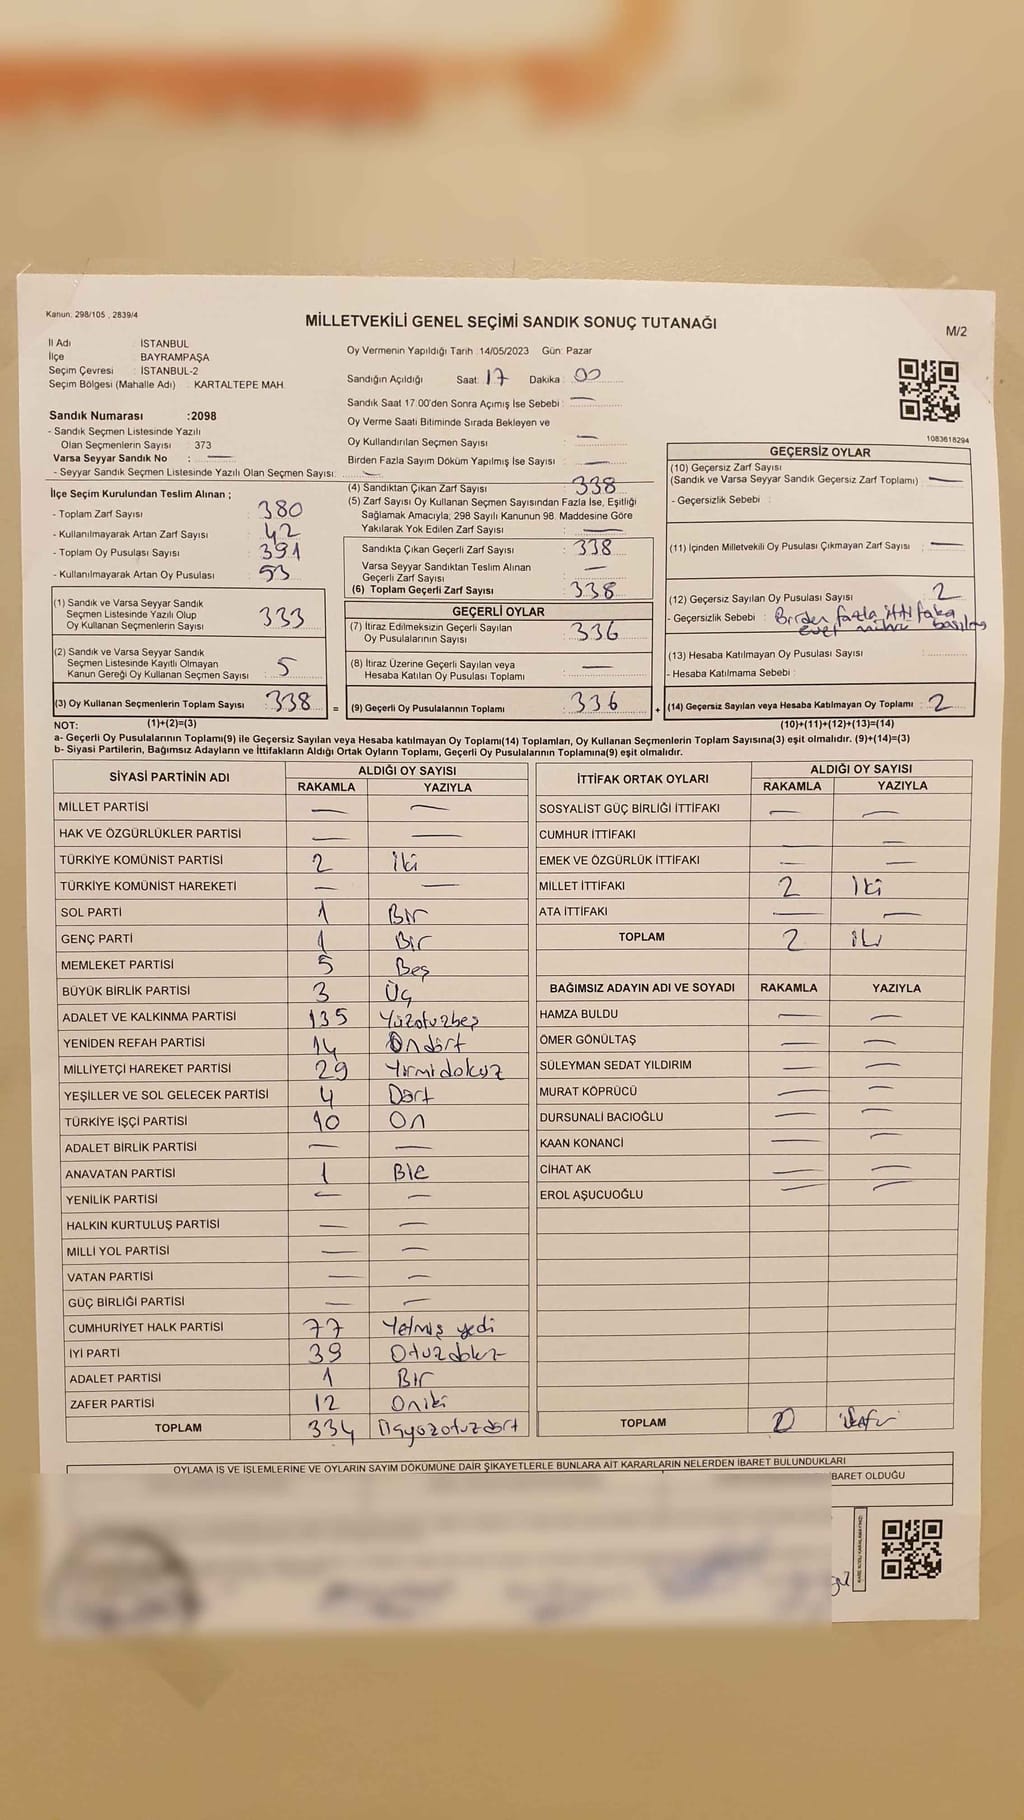 Kanun: 298/105 , 2839/4
MİLLETVEKİLİ GENEL SEÇİMİ SANDIK SONUÇ TUTANAĞI
M/2
İl Adı : İSTANBUL
İlçe : BAYRAMPAŞA
Seçim Çevresi : İSTANBUL-2
Seçim Bölgesi (Mahalle Adı) : KARTALTEPE MAH.
Sandık Numarası :2098
- Sandık Seçmen Listesinde Yazılı
Olan Seçmenlerin Sayısı : 373
Varsa Seyyar Sandık No : —
- Seyyar Sandık Seçmen Listesinde Yazılı Olan Seçmen Sayısı: —
İlçe Seçim Kurulundan Teslim Alınan ;
- Toplam Zarf Sayısı : 380
- Kullanılmayarak Artan Zarf Sayısı : 42
- Toplam Oy Pusulası Sayısı : 391
- Kullanılmayarak Artan Oy Pusulası : 53
(1) Sandık ve Varsa Seyyar Sandık
Seçmen Listesinde Yazılı Olup
Oy Kullanan Seçmenlerin Sayısı : 333
(2) Sandık ve Varsa Seyyar Sandık
Seçmen Listesinde Kayıtlı Olmayan
Kanun Gereği Oy Kullanan Seçmen Sayısı : 5
(3) Oy Kullanan Seçmenlerin Toplam Sayısı : 338
Oy Vermenin Yapıldığı Tarih :14/05/2023 Gün: Pazar
Sandığın Açıldığı Saat: 17 Dakika : 00
Sandık Saat 17.00'den Sonra Açımış İse Sebebi : —
Oy Verme Saati Bitiminde Sırada Bekleyen ve
Oy Kullandırılan Seçmen Sayısı : —
Birden Fazla Sayım Döküm Yapılmış İse Sayısı : —
(4) Sandıktan Çıkan Zarf Sayısı : 338
(5) Zarf Sayısı Oy Kullanan Seçmen Sayısından Fazla İse, Eşitliği
Sağlamak Amacıyla; 298 Sayılı Kanunun 98. Maddesine Göre
Yakılarak Yok Edilen Zarf Sayısı : —
Sandıkta Çıkan Geçerli Zarf Sayısı : 338
Varsa Seyyar Sandıktan Teslim Alınan
Geçerli Zarf Sayısı : —
(6) Toplam Geçerli Zarf Sayısı : 338
GEÇERLİ OYLAR
(7) İtiraz Edilmeksizin Geçerli Sayılan
Oy Pusulalarının Sayısı : 336
(8) İtiraz Üzerine Geçerli Sayılan veya
Hesaba Katılan Oy Pusulası Toplamı : —
= (9) Geçerli Oy Pusulalarının Toplamı : 336
1083618294
GEÇERSİZ OYLAR
(10) Geçersiz Zarf Sayısı
(Sandık ve Varsa Seyyar Sandık Geçersiz Zarf Toplamı) : —
- Geçersizlik Sebebi :
(11) İçinden Milletvekili Oy Pusulası Çıkmayan Zarf Sayısı : —
(12) Geçersiz Sayılan Oy Pusulası Sayısı : 2
- Geçersizlik Sebebi : Birden fazla ittifaka
evet mührü basılmış
(13) Hesaba Katılmayan Oy Pusulası Sayısı :
- Hesaba Katılmama Sebebi :
+ (14) Geçersiz Sayılan veya Hesaba Katılmayan Oy Toplamı : 2
NOT: (1)+(2)=(3) (10)+(11)+(12)+(13)=(14)
a- Geçerli Oy Pusulalarının Toplamı(9) ile Geçersiz Sayılan veya Hesaba katılmayan Oy Toplamı(14) Toplamları, Oy Kullanan Seçmenlerin Toplam Sayısına(3) eşit olmalıdır. (9)+(14)=(3)
b- Siyasi Partilerin, Bağımsız Adayların ve İttifakların Aldığı Ortak Oyların Toplamı, Geçerli Oy Pusulalarının Toplamına(9) eşit olmalıdır.
SİYASİ PARTİNİN ADI ALDIĞI OY SAYISI
RAKAMLA YAZIYLA
MİLLET PARTİSİ — —
HAK VE ÖZGÜRLÜKLER PARTİSİ — —
TÜRKİYE KOMÜNİST PARTİSİ 2 iki
TÜRKİYE KOMÜNİST HAREKETİ — —
SOL PARTİ 1 Bir
GENÇ PARTİ 1 Bir
MEMLEKET PARTİSİ 5 Beş
BÜYÜK BİRLİK PARTİSİ 3 Üç
ADALET VE KALKINMA PARTİSİ 135 Yüzotuzbeş
YENİDEN REFAH PARTİSİ 14 Ondört
MİLLİYETÇİ HAREKET PARTİSİ 29 Yirmidokuz
YEŞİLLER VE SOL GELECEK PARTİSİ 4 Dört
TÜRKİYE İŞÇİ PARTİSİ 10 On
ADALET BİRLİK PARTİSİ — —
ANAVATAN PARTİSİ 1 Bir
YENİLİK PARTİSİ — —
HALKIN KURTULUŞ PARTİSİ — —
MİLLİ YOL PARTİSİ — —
VATAN PARTİSİ — —
GÜÇ BİRLİĞİ PARTİSİ — —
CUMHURİYET HALK PARTİSİ 77 Yetmiş yedi
İYİ PARTİ 39 Otuzdokuz
ADALET PARTİSİ 1 Bir
ZAFER PARTİSİ 12 Oniki
TOPLAM 334 Üçyüzotuzdört
İTTİFAK ORTAK OYLARI ALDIĞI OY SAYISI
RAKAMLA YAZIYLA
SOSYALİST GÜÇ BİRLİĞİ İTTİFAKI — —
CUMHUR İTTİFAKI —
EMEK VE ÖZGÜRLÜK İTTİFAKI — —
MİLLET İTTİFAKI 2 iki
ATA İTTİFAKI — —
TOPLAM 2 iki
BAĞIMSIZ ADAYIN ADI VE SOYADI RAKAMLA YAZIYLA
HAMZA BULDU — —
ÖMER GÖNÜLTAŞ — —
SÜLEYMAN SEDAT YILDIRIM — —
MURAT KÖPRÜCÜ — —
DURSUNALİ BACIOĞLU — —
KAAN KONANCİ — —
CİHAT AK — —
EROL AŞUCUOĞLU — —
TOPLAM
OYLAMA İŞ VE İŞLEMLERİNE VE OYLARIN SAYIM DÖKÜMÜNE DAİR ŞİKAYETLERLE BUNLARA AİT KARARLARIN NELERDEN İBARET BULUNDUKLARI
İBARET OLDUĞU